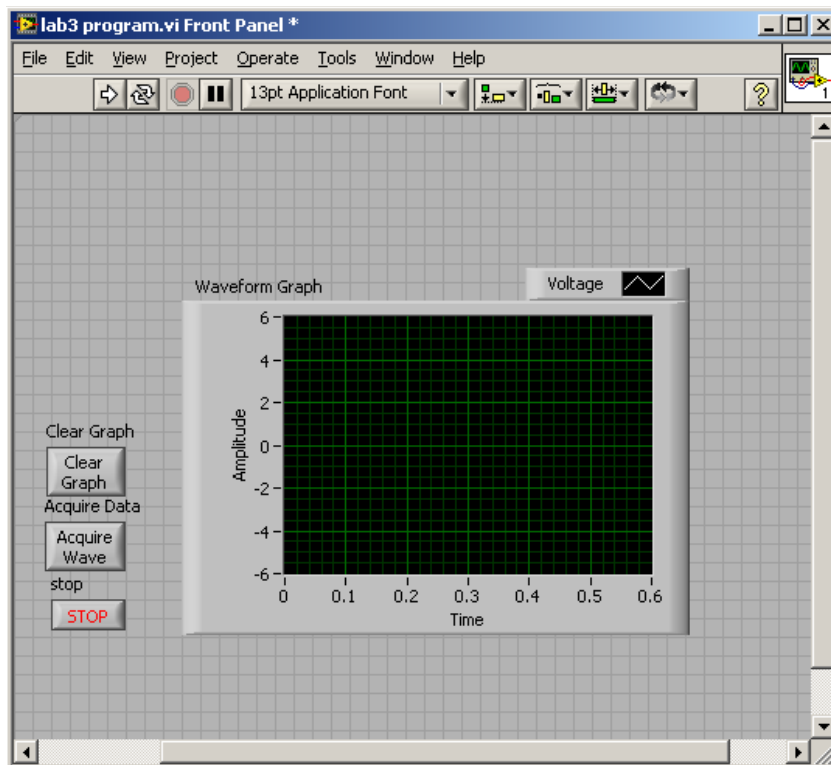 lab3 program.vi Front Panel *
File Edit View Project Operate Tools Window Help
13pt Application Font
1
Waveform Graph
Voltage
6
4
2
0
-2
-4
-6
Amplitude
0 0.1 0.2 0.3 0.4 0.5 0.6
Time
Clear Graph
Clear
Graph
Acquire Data
Acquire
Wave
stop
STOP